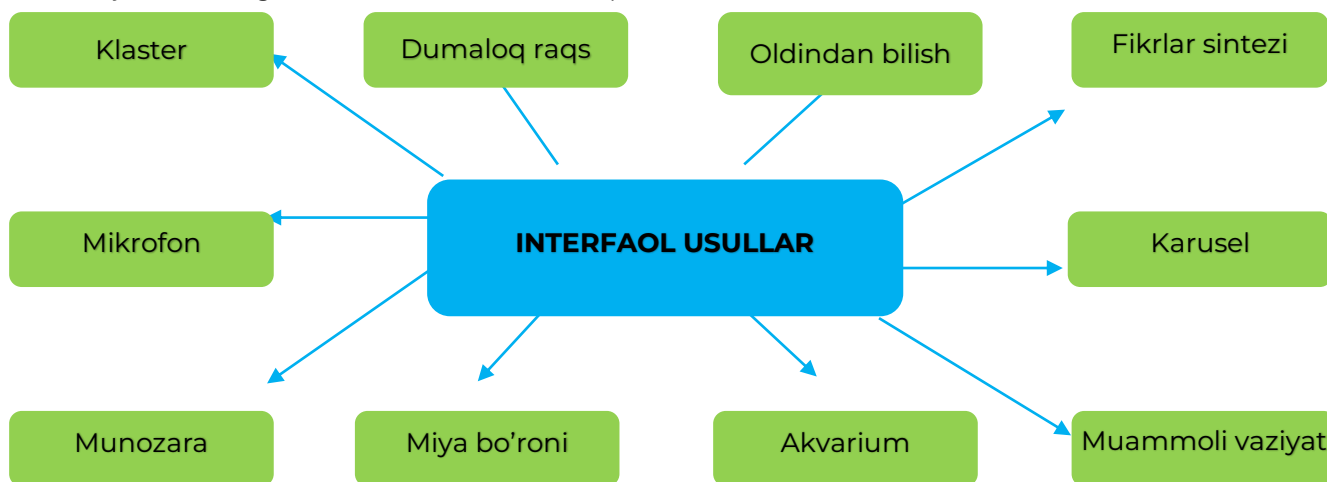 Klaster
Dumaloq raqs
Oldindan bilish
Fikrlar sintezi
Mikrofon
INTERFAOL USULLAR
Karusel
Munozara
Miya bo’roni
Akvarium
Muammoli vaziyat